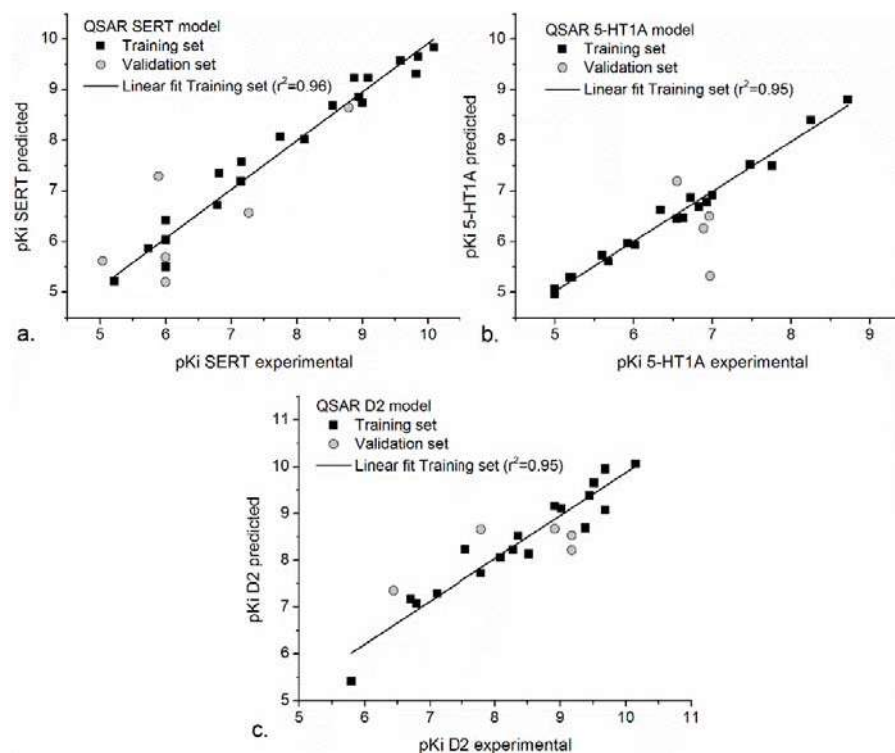 QSAR SERT model
Training set
Validation set
Linear fit Training set (r²=0.96)
pKi SERT predicted
10
9
8
7
6
5
5
6
7
8
9
10
pKi SERT experimental
a.
QSAR 5-HT1A model
Training set
Validation set
Linear fit Training set (r²=0.95)
pKi 5-HT1A predicted
10
9
8
7
6
5
5
6
7
8
9
pKi 5-HT1A experimental
b.
QSAR D2 model
Training set
Validation set
Linear fit Training set (r²=0.95)
pKi D2 predicted
11
10
9
8
7
6
5
5
6
7
8
9
10
11
pKi D2 experimental
c.